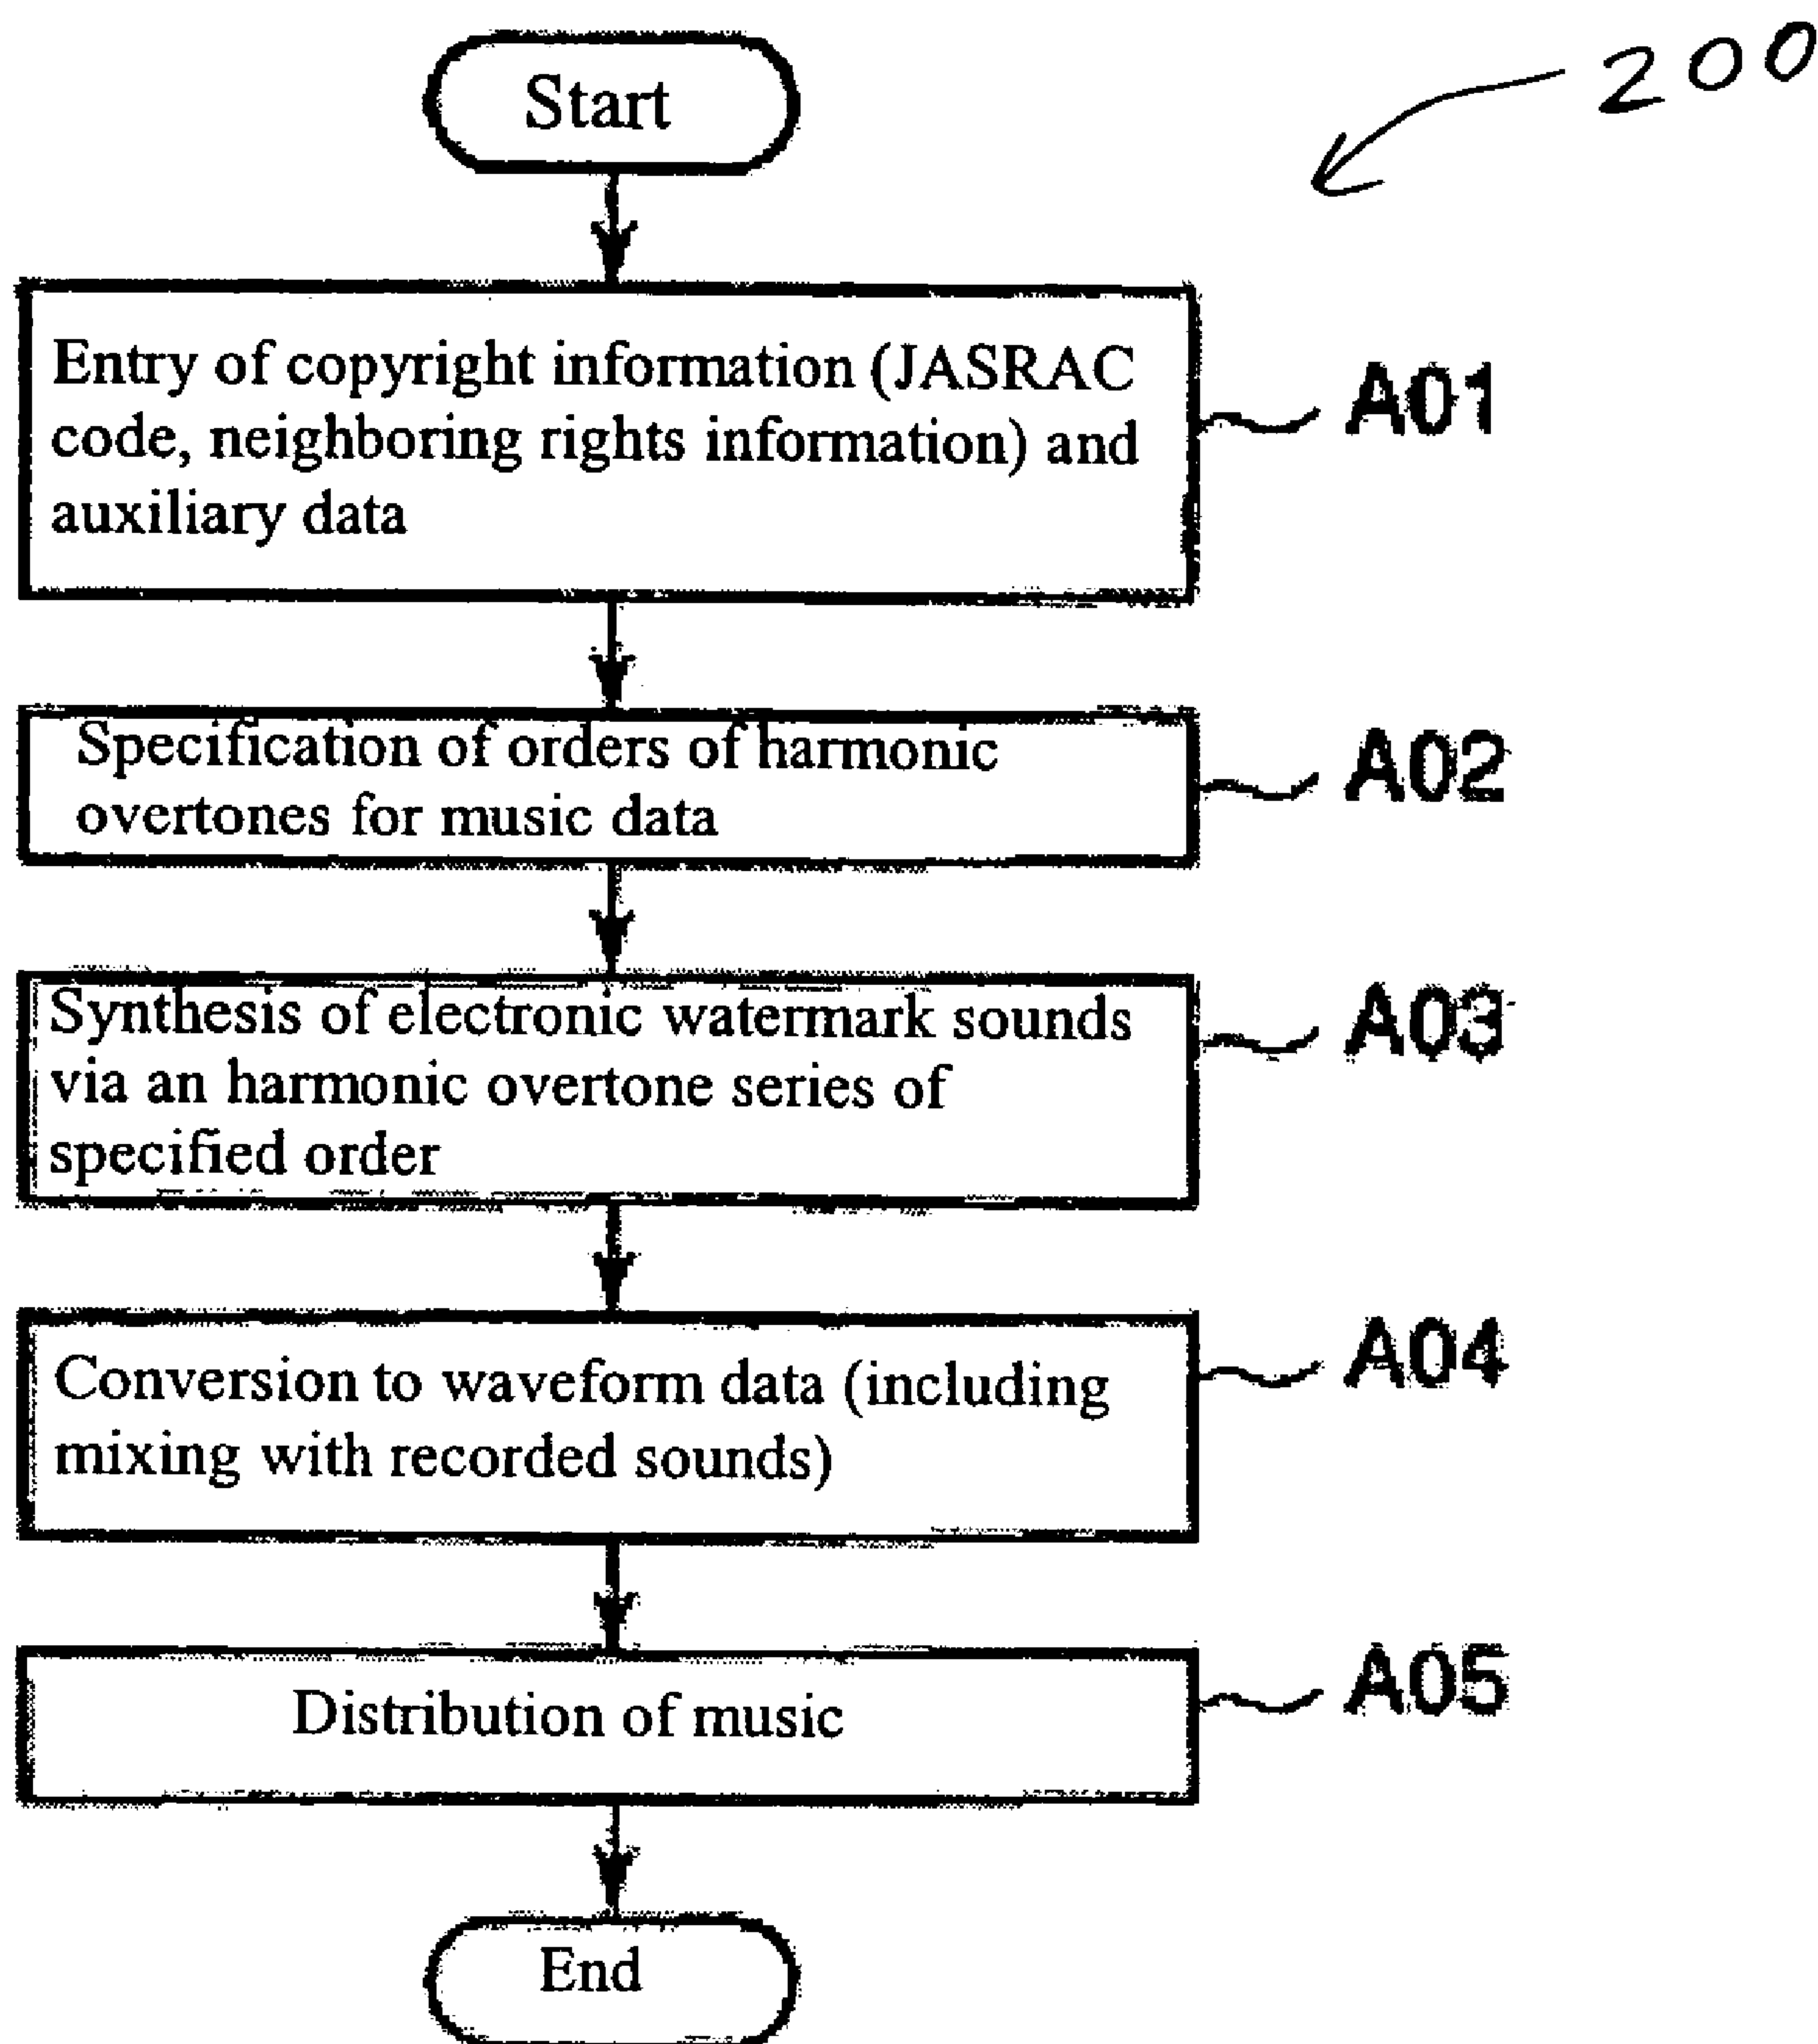 Start
200
Entry of copyright information (JASRAC
code, neighboring rights information) and
auxiliary data
A01
Specification of orders of harmonic
overtones for music data
A02
Synthesis of electronic watermark sounds
via an harmonic overtone series of
specified order
A03
Conversion to waveform data (including
mixing with recorded sounds)
A04
Distribution of music
A05
End